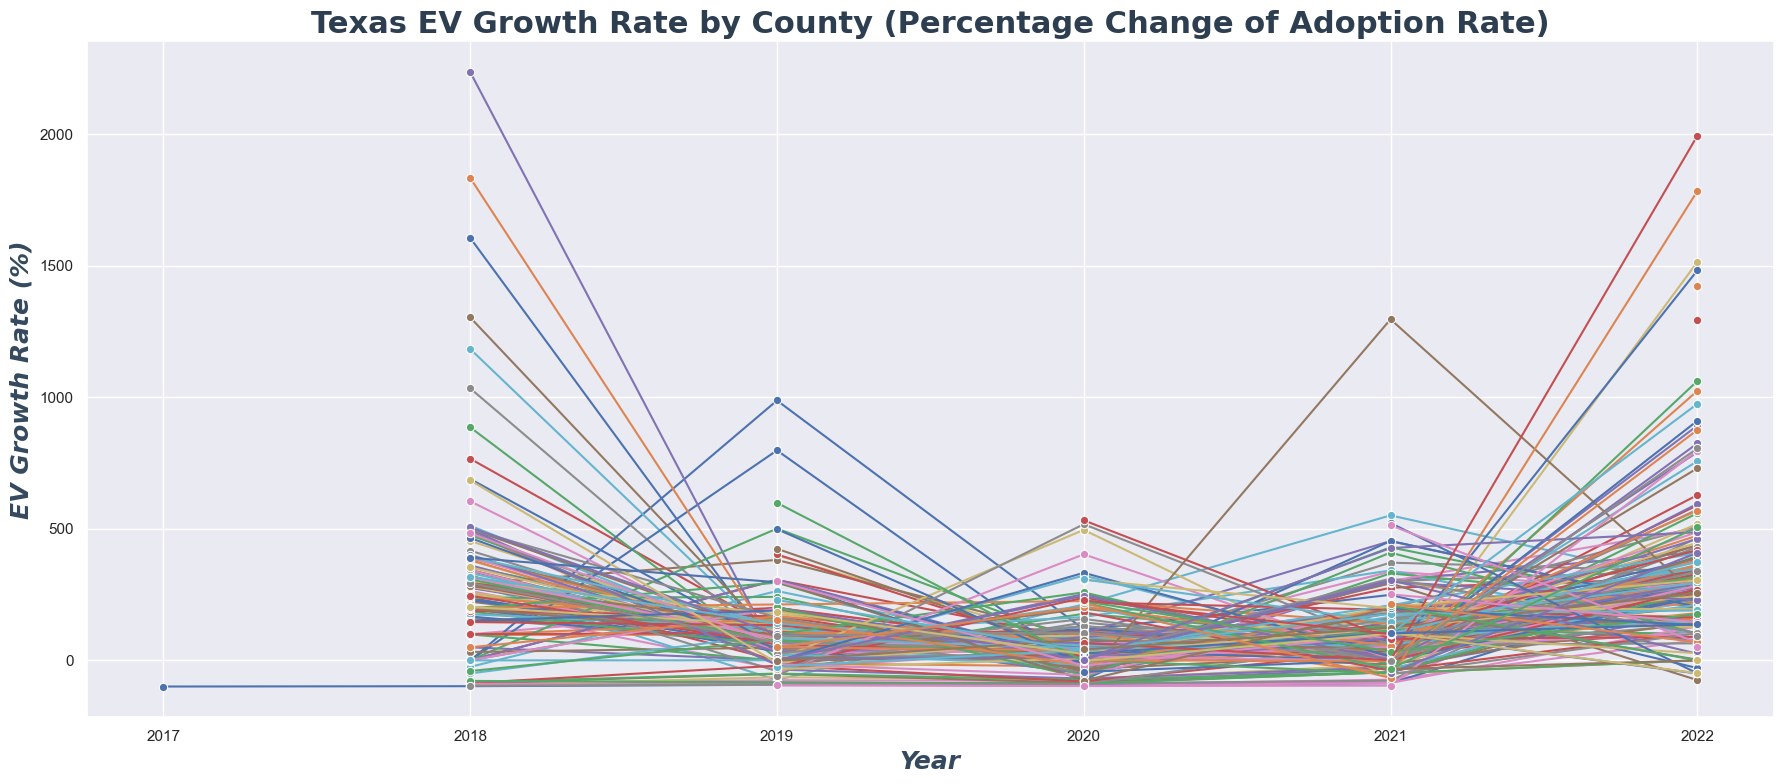 Texas EV Growth Rate by County (Percentage Change of Adoption Rate)
EV Growth Rate (%)
2000
1500
1000
500
0
2017 2018 2019 2020 2021 2022
Year